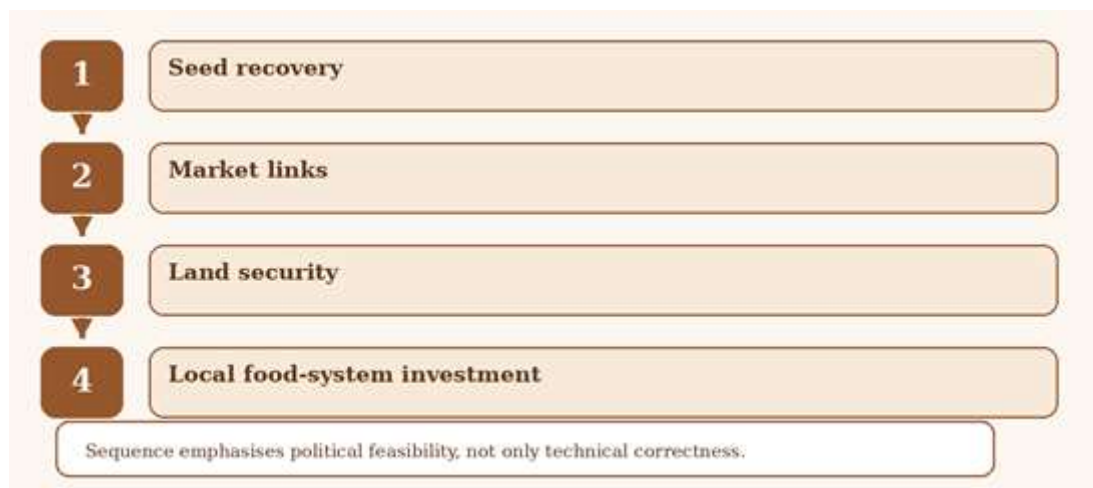 1
Seed recovery
2
Market links
3
Land security
4
Local food-system investment
Sequence emphasises political feasibility, not only technical correctness.